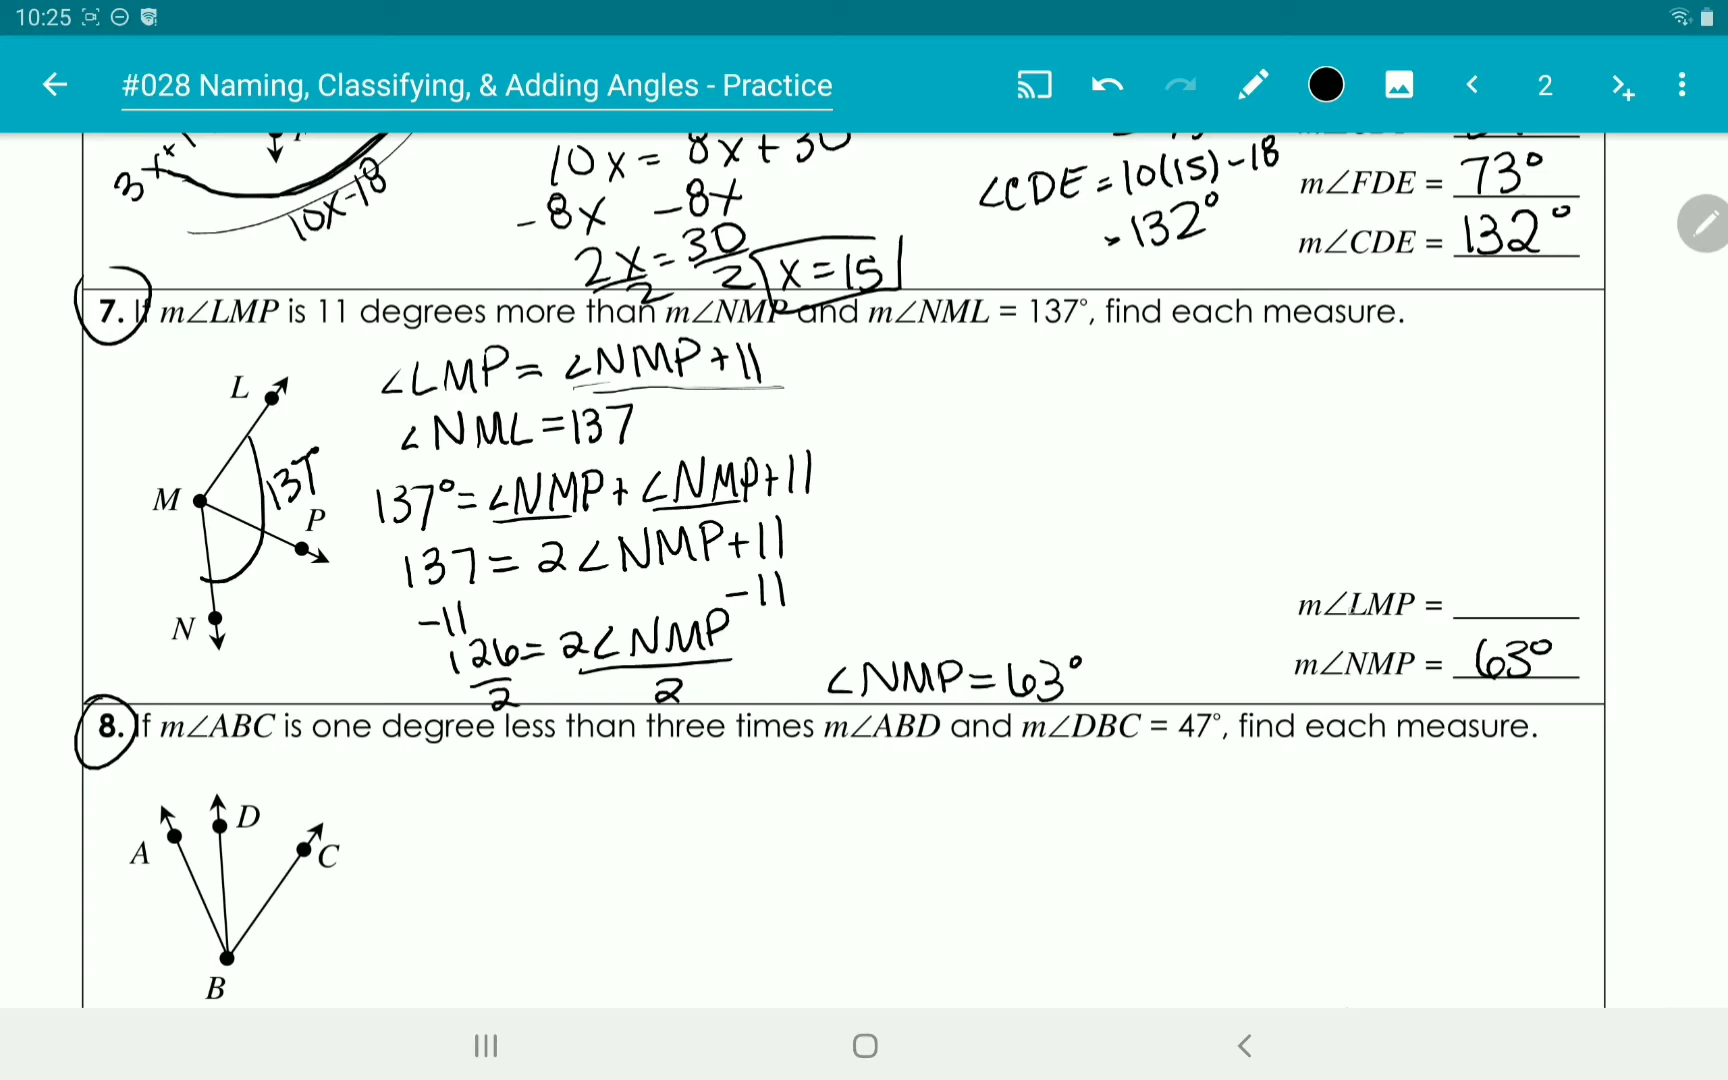 10:25
#028 Naming, Classifying, & Adding Angles - Practice
2
10x = 8x + 30
-8x -8x
2x = 30
2 2
x = 15
10x-18
∠CDE = 10(15)-18
= 132°
m∠FDE = 73°
m∠CDE = 132°
7. If m∠LMP is 11 degrees more than m∠NMP and m∠NML = 137°, find each measure.
L
M
P
N
137
∠LMP = ∠NMP + 11
∠NML = 137
137° = ∠NMP + ∠NMP + 11
137 = 2∠NMP + 11
-11 -11
126 = 2∠NMP
2 2
∠NMP = 63°
m∠LMP =
m∠NMP = 63°
8. If m∠ABC is one degree less than three times m∠ABD and m∠DBC = 47°, find each measure.
A
D
C
B